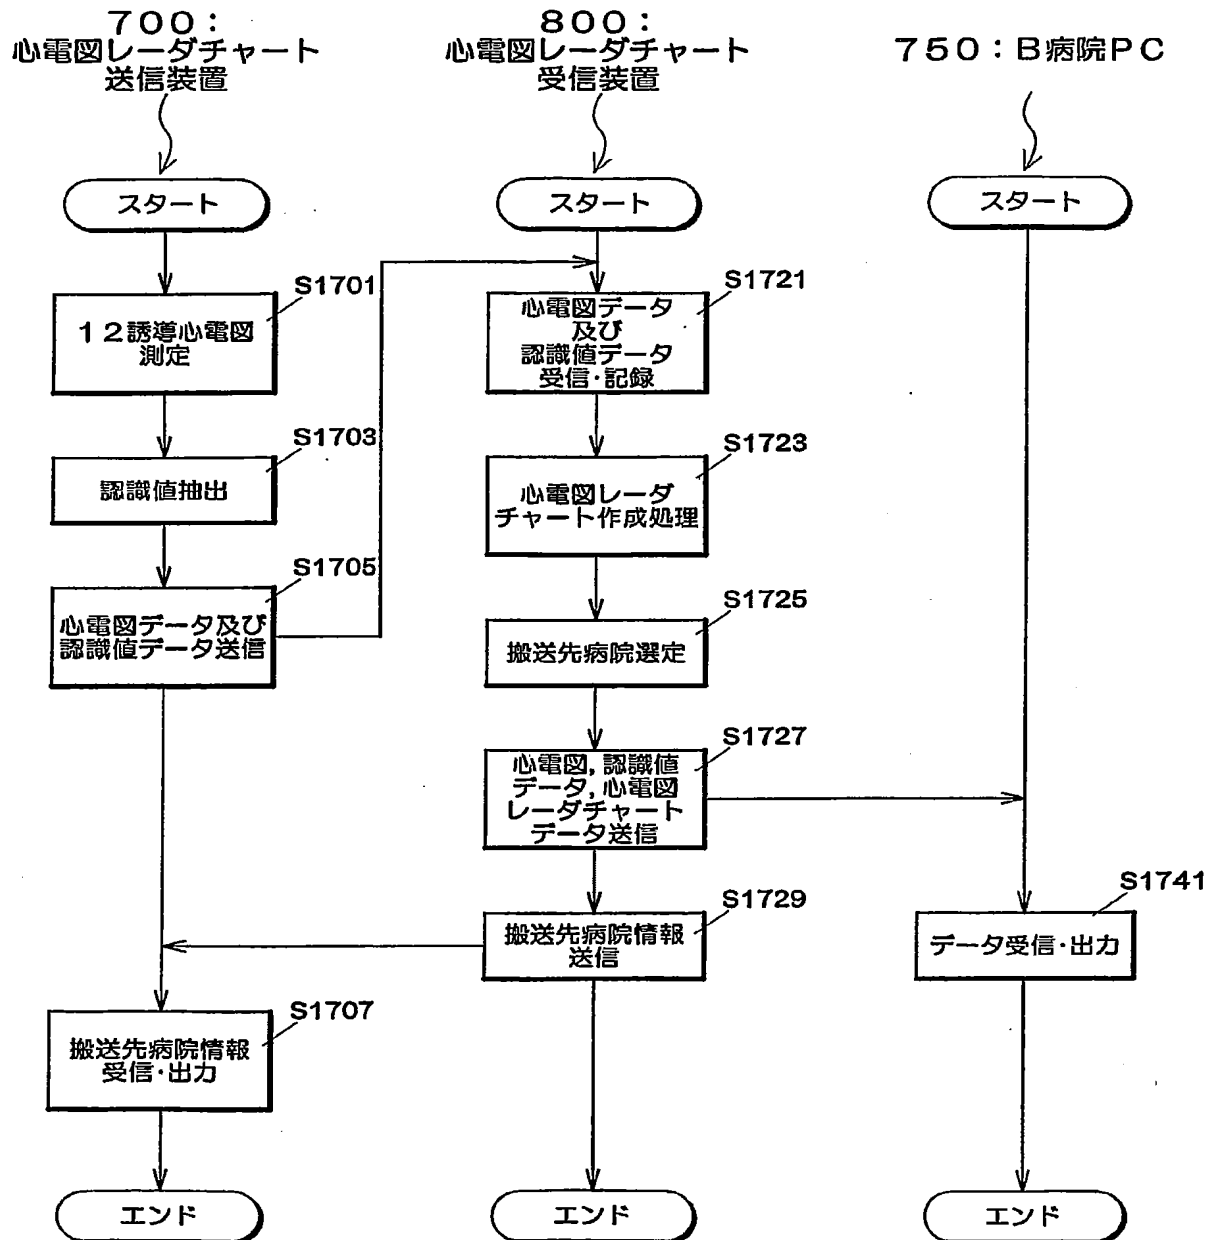 700：
心電図レーダチャート
送信装置
スタート
S1701
12誘導心電図
測定
S1703
認識値抽出
S1705
心電図データ及び
認識値データ送信
S1707
搬送先病院情報
受信･出力
エンド
800：
心電図レーダチャート
受信装置
スタート
S1721
心電図データ
及び
認識値データ
受信･記録
S1723
心電図レーダ
チャート作成処理
S1725
搬送先病院選定
S1727
心電図,認識値
データ,心電図
レーダチャート
データ送信
S1729
搬送先病院情報
送信
エンド
750：B病院PC
スタート
S1741
データ受信･出力
エンド